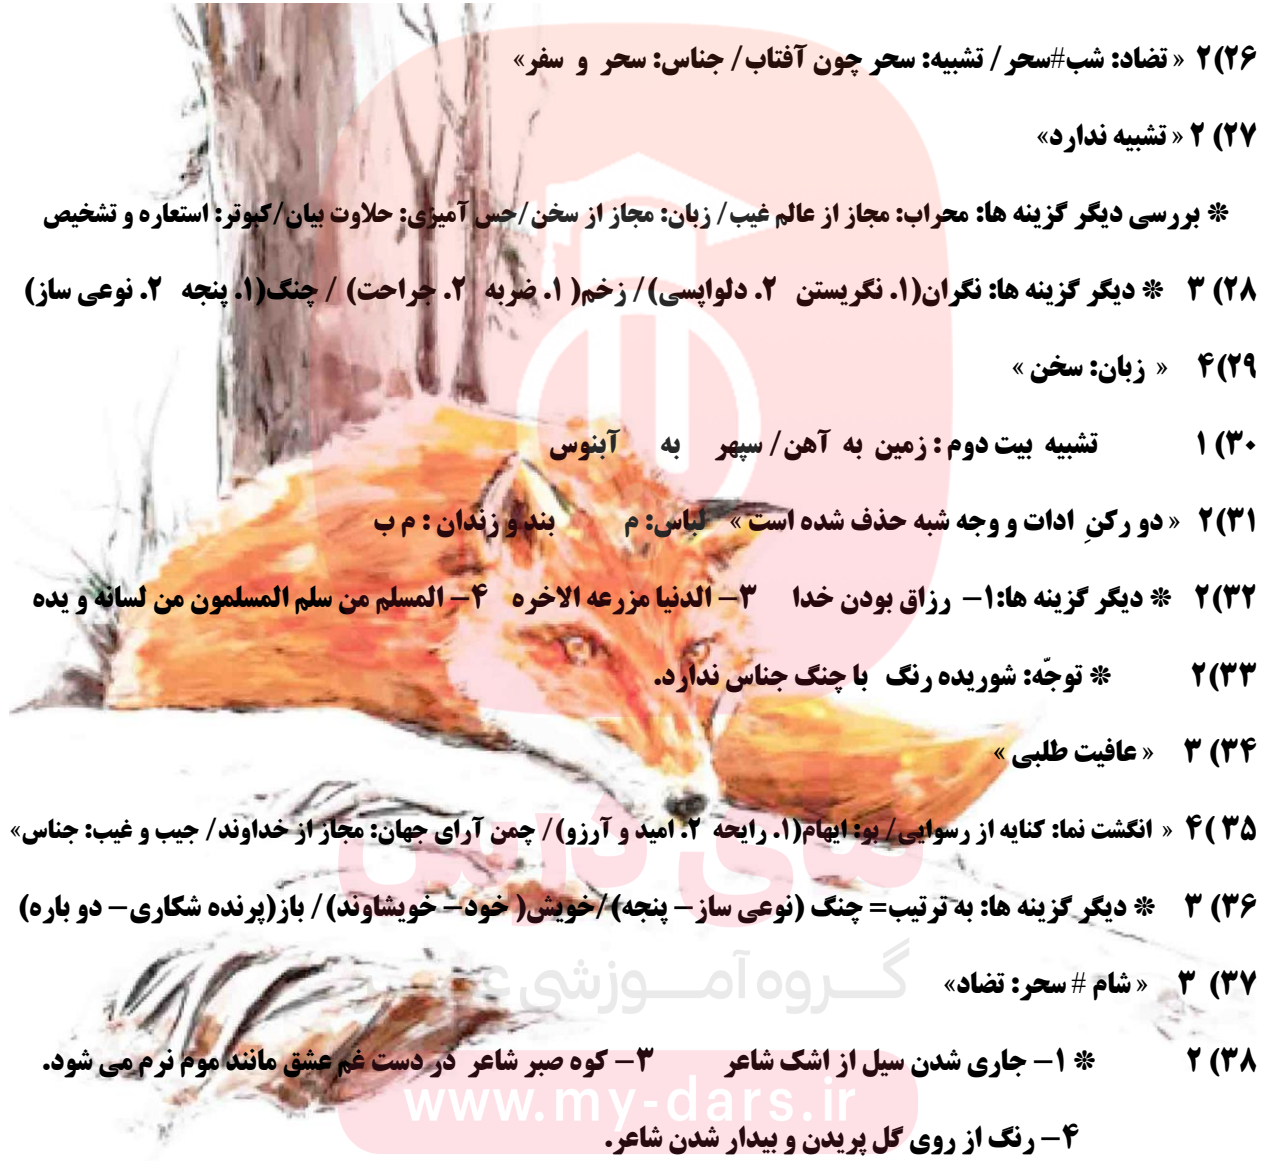 ۲۶)۲ « تضاد: شب#سحر / تشبیه: سحر چون آفتاب/ جناس: سحر و سفر»
۲۷) ۲ « تشبیه ندارد»
❊ بررسی دیگر گزینه ها: محراب: مجاز از عالم غیب/ زبان: مجاز از سخن/حس آمیزی: حلاوت بیان/کبوتر: استعاره و تشخیص
۲۸) ۳ ❊ دیگر گزینه ها: نگران(۱. نگریستن ۲. دلواپسی)/ زخم( ۱. ضربه ۲. جراحت) / چنگ(۱. پنجه ۲. نوعی ساز)
۲۹)۴ « زبان: سخن »
۳۰) ۱ تشبیه بیت دوم : زمین به آهن/ سپهر به آبنوس
۳۱)۲ « دو رکنِ ادات و وجه شبه حذف شده است » لباس: م بند و زندان : م ب
۳۲)۲ ❊ دیگر گزینه ها:۱- رزاق بودن خدا ۳- الدنیا مزرعه الاخره ۴- المسلم من سلم المسلمون من لسانه و یده
۳۳)۲ ❊ توجّه: شوریده رنگ با چنگ جناس ندارد.
۳۴) ۳ « عافیت طلبی »
۳۵ )۴ « انگشت نما: کنایه از رسوایی/ بو: ایهام(۱. رایحه ۲. امید و آرزو)/ چمن آرای جهان: مجاز از خداوند/ جیب و غیب: جناس»
۳۶) ۳ ❊ دیگر گزینه ها: به ترتیب= چنگ (نوعی ساز- پنجه)/خویش( خود- خویشاوند)/ باز(پرنده شکاری- دو باره)
گروه آموزشی
۳۷) ۳ « شام # سحر: تضاد»
۳۸) ۲ ❊ ۱- جاری شدن سیل از اشک شاعر ۳- کوه صبر شاعر در دست غم عشق مانند موم نرم می شود.
www.my-dars.ir
۴- رنگ از روی گل پریدن و بیدار شدن شاعر.